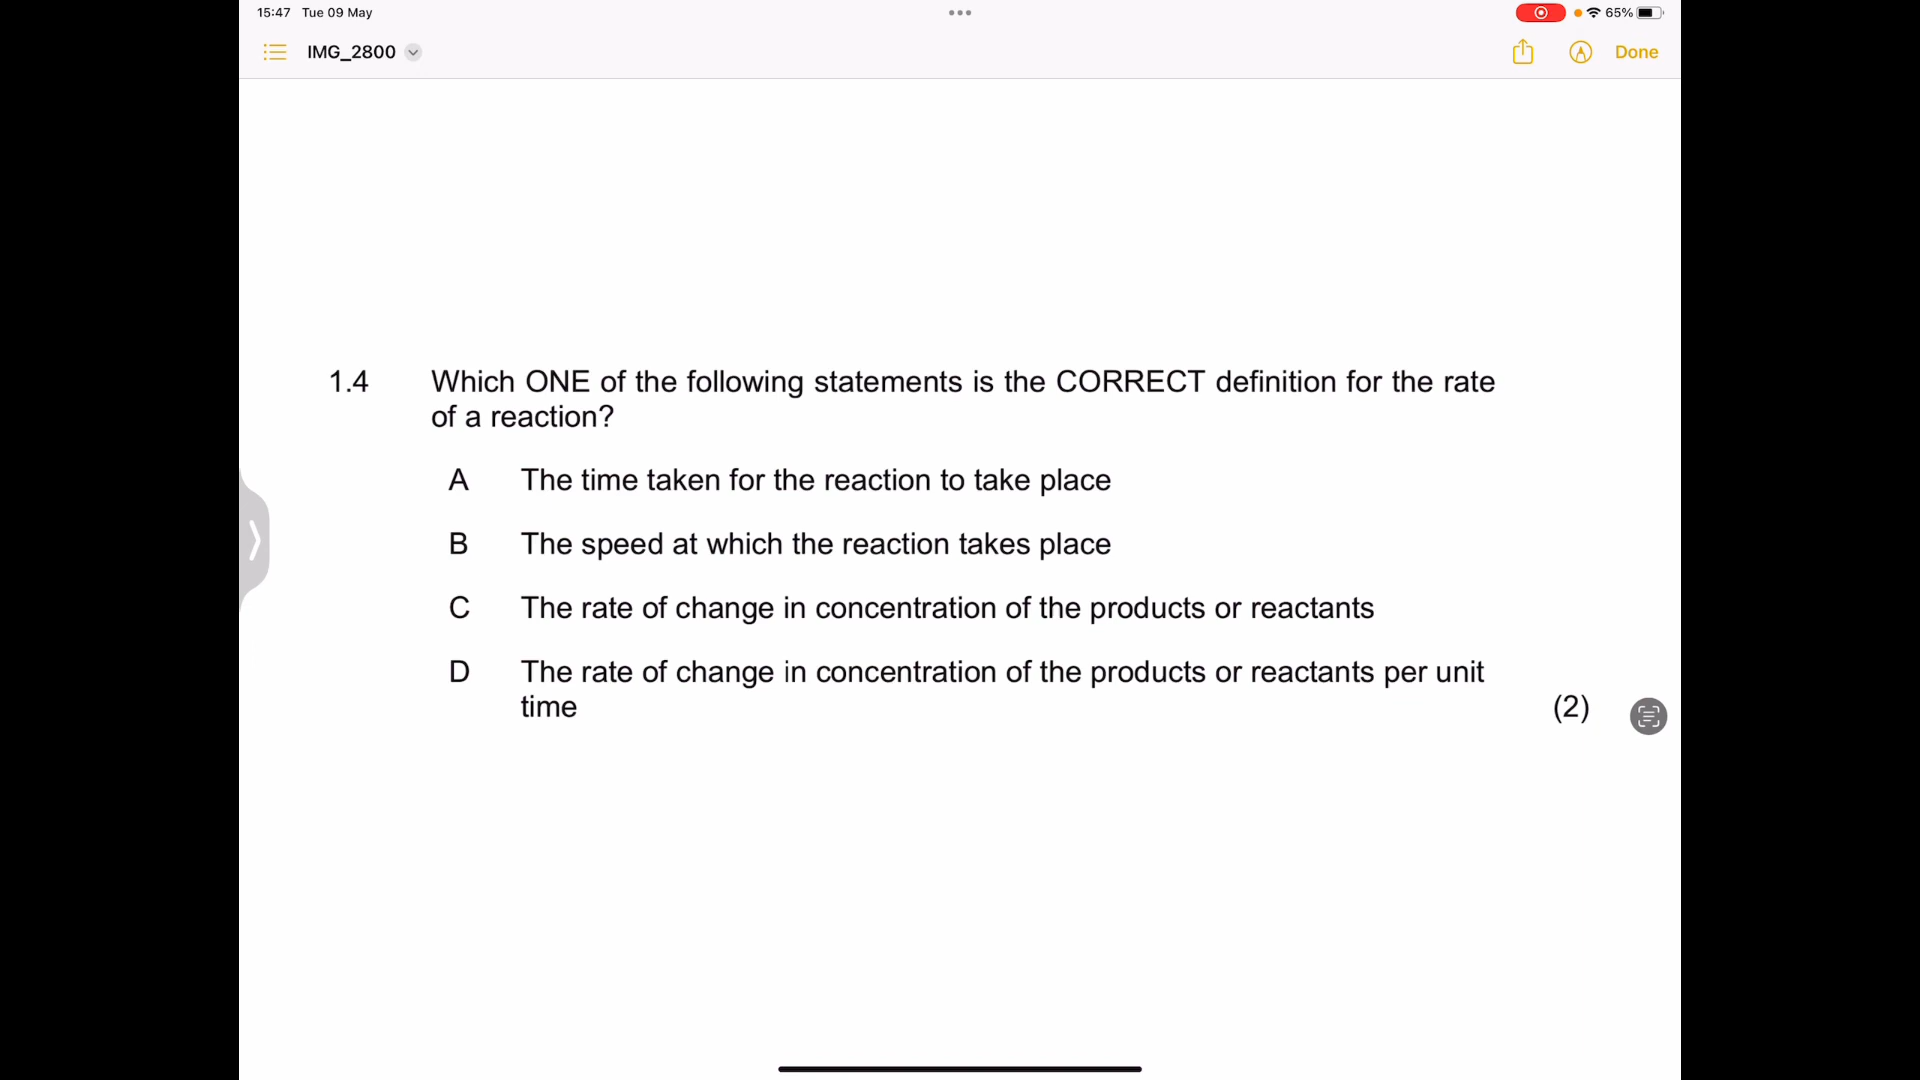 15:47 Tue 09 May
65%
IMG_2800
Done
1.4 Which ONE of the following statements is the CORRECT definition for the rate
of a reaction?
A The time taken for the reaction to take place
B The speed at which the reaction takes place
C The rate of change in concentration of the products or reactants
D The rate of change in concentration of the products or reactants per unit
time
(2)